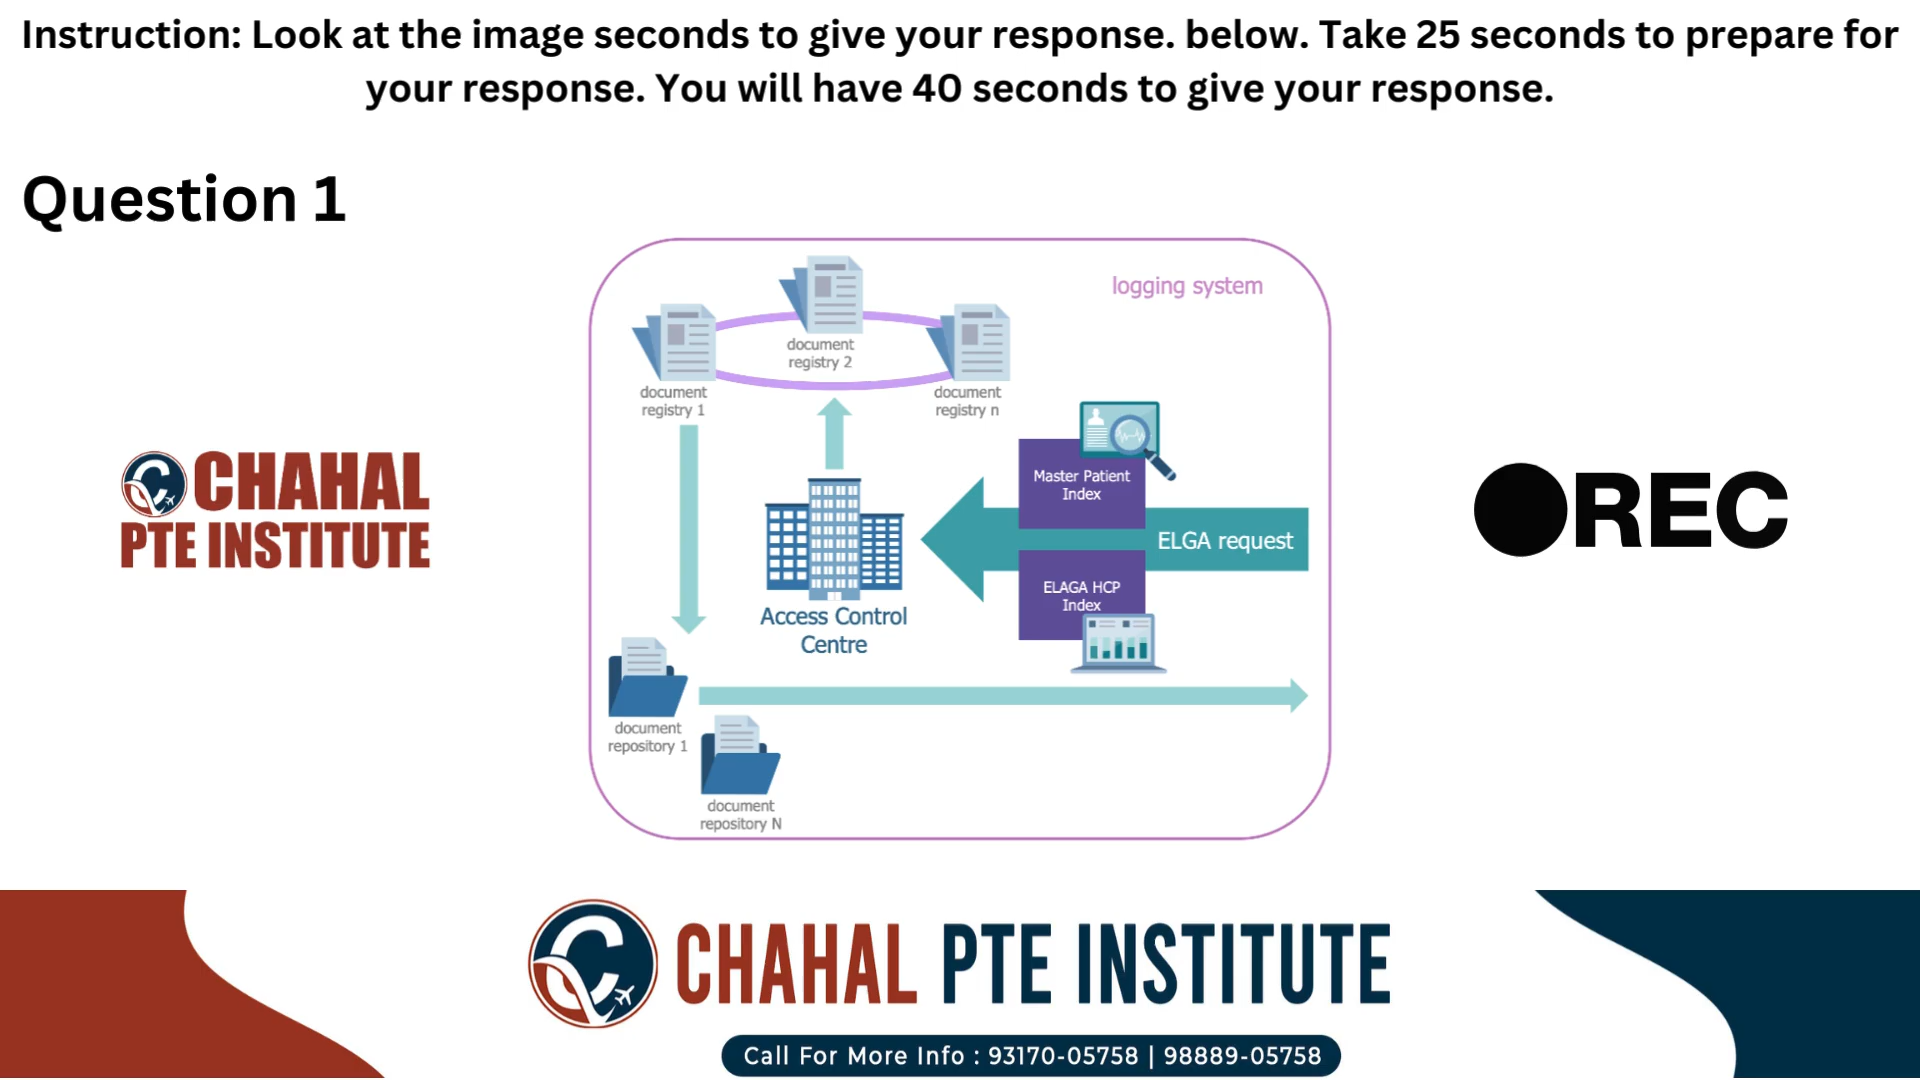 Instruction: Look at the image seconds to give your response. below. Take 25 seconds to prepare for
your response. You will have 40 seconds to give your response.
Question 1
logging system
document
registry 2
document
registry 1
document
registry n
Master Patient
Index
ELGA request
ELAGA HCP
Index
Access Control
Centre
document
repository 1
document
repository N
CHAHAL
PTE INSTITUTE
REC
CHAHAL PTE INSTITUTE
Call For More Info : 93170-05758 | 98889-05758